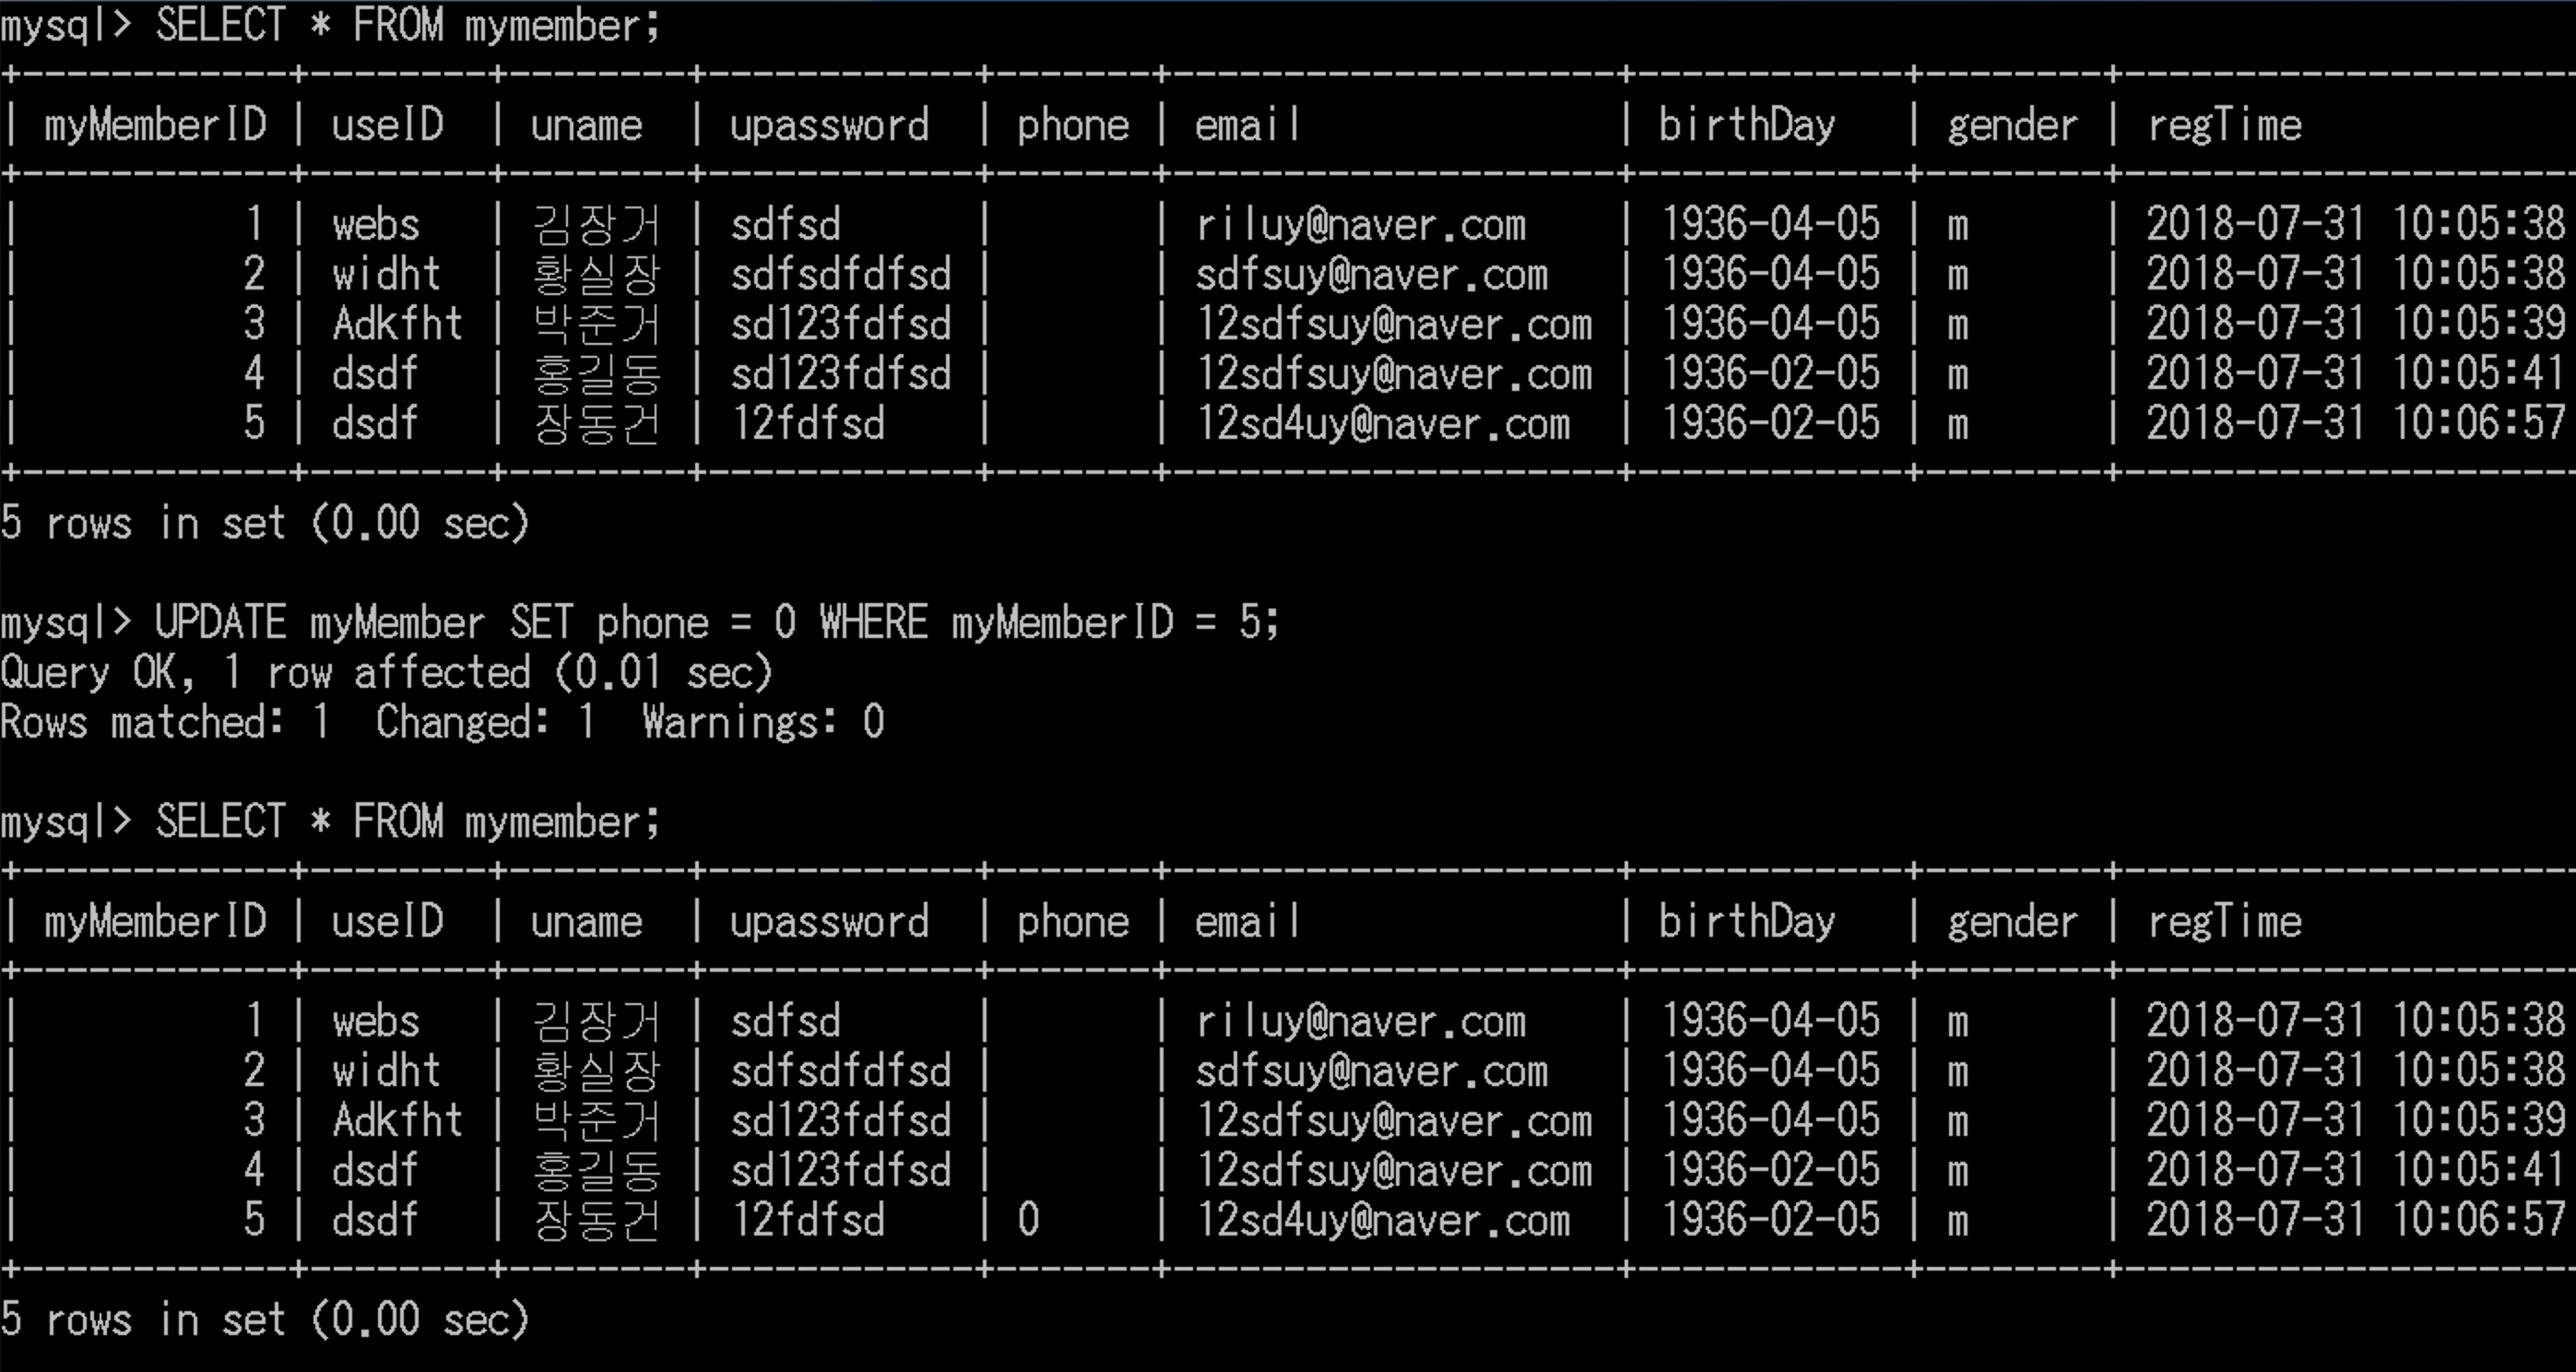 mysql> SELECT * FROM mymember;
+------------+--------+--------+------------+-------+--------------------+------------+--------+--------------------
| myMemberID | useID  | uname  | upassword  | phone | email              | birthDay   | gender | regTime
+------------+--------+--------+------------+-------+--------------------+------------+--------+--------------------
|          1 | webs   | 김장거 | sdfsd      |       | riluy@naver.com    | 1936-04-05 | m      | 2018-07-31 10:05:38
|          2 | widht  | 황실장 | sdfsdfdfsd |       | sdfsuy@naver.com   | 1936-04-05 | m      | 2018-07-31 10:05:38
|          3 | Adkfht | 박준거 | sd123fdfsd |       | 12sdfsuy@naver.com | 1936-04-05 | m      | 2018-07-31 10:05:39
|          4 | dsdf   | 홍길동 | sd123fdfsd |       | 12sdfsuy@naver.com | 1936-02-05 | m      | 2018-07-31 10:05:41
|          5 | dsdf   | 장동건 | 12fdfsd    |       | 12sd4uy@naver.com  | 1936-02-05 | m      | 2018-07-31 10:06:57
+------------+--------+--------+------------+-------+--------------------+------------+--------+--------------------
5 rows in set (0.00 sec)
mysql> UPDATE myMember SET phone = 0 WHERE myMemberID = 5;
Query OK, 1 row affected (0.01 sec)
Rows matched: 1  Changed: 1  Warnings: 0
mysql> SELECT * FROM mymember;
+------------+--------+--------+------------+-------+--------------------+------------+--------+--------------------
| myMemberID | useID  | uname  | upassword  | phone | email              | birthDay   | gender | regTime
+------------+--------+--------+------------+-------+--------------------+------------+--------+--------------------
|          1 | webs   | 김장거 | sdfsd      |       | riluy@naver.com    | 1936-04-05 | m      | 2018-07-31 10:05:38
|          2 | widht  | 황실장 | sdfsdfdfsd |       | sdfsuy@naver.com   | 1936-04-05 | m      | 2018-07-31 10:05:38
|          3 | Adkfht | 박준거 | sd123fdfsd |       | 12sdfsuy@naver.com | 1936-04-05 | m      | 2018-07-31 10:05:39
|          4 | dsdf   | 홍길동 | sd123fdfsd |       | 12sdfsuy@naver.com | 1936-02-05 | m      | 2018-07-31 10:05:41
|          5 | dsdf   | 장동건 | 12fdfsd    | 0     | 12sd4uy@naver.com  | 1936-02-05 | m      | 2018-07-31 10:06:57
+------------+--------+--------+------------+-------+--------------------+------------+--------+--------------------
5 rows in set (0.00 sec)